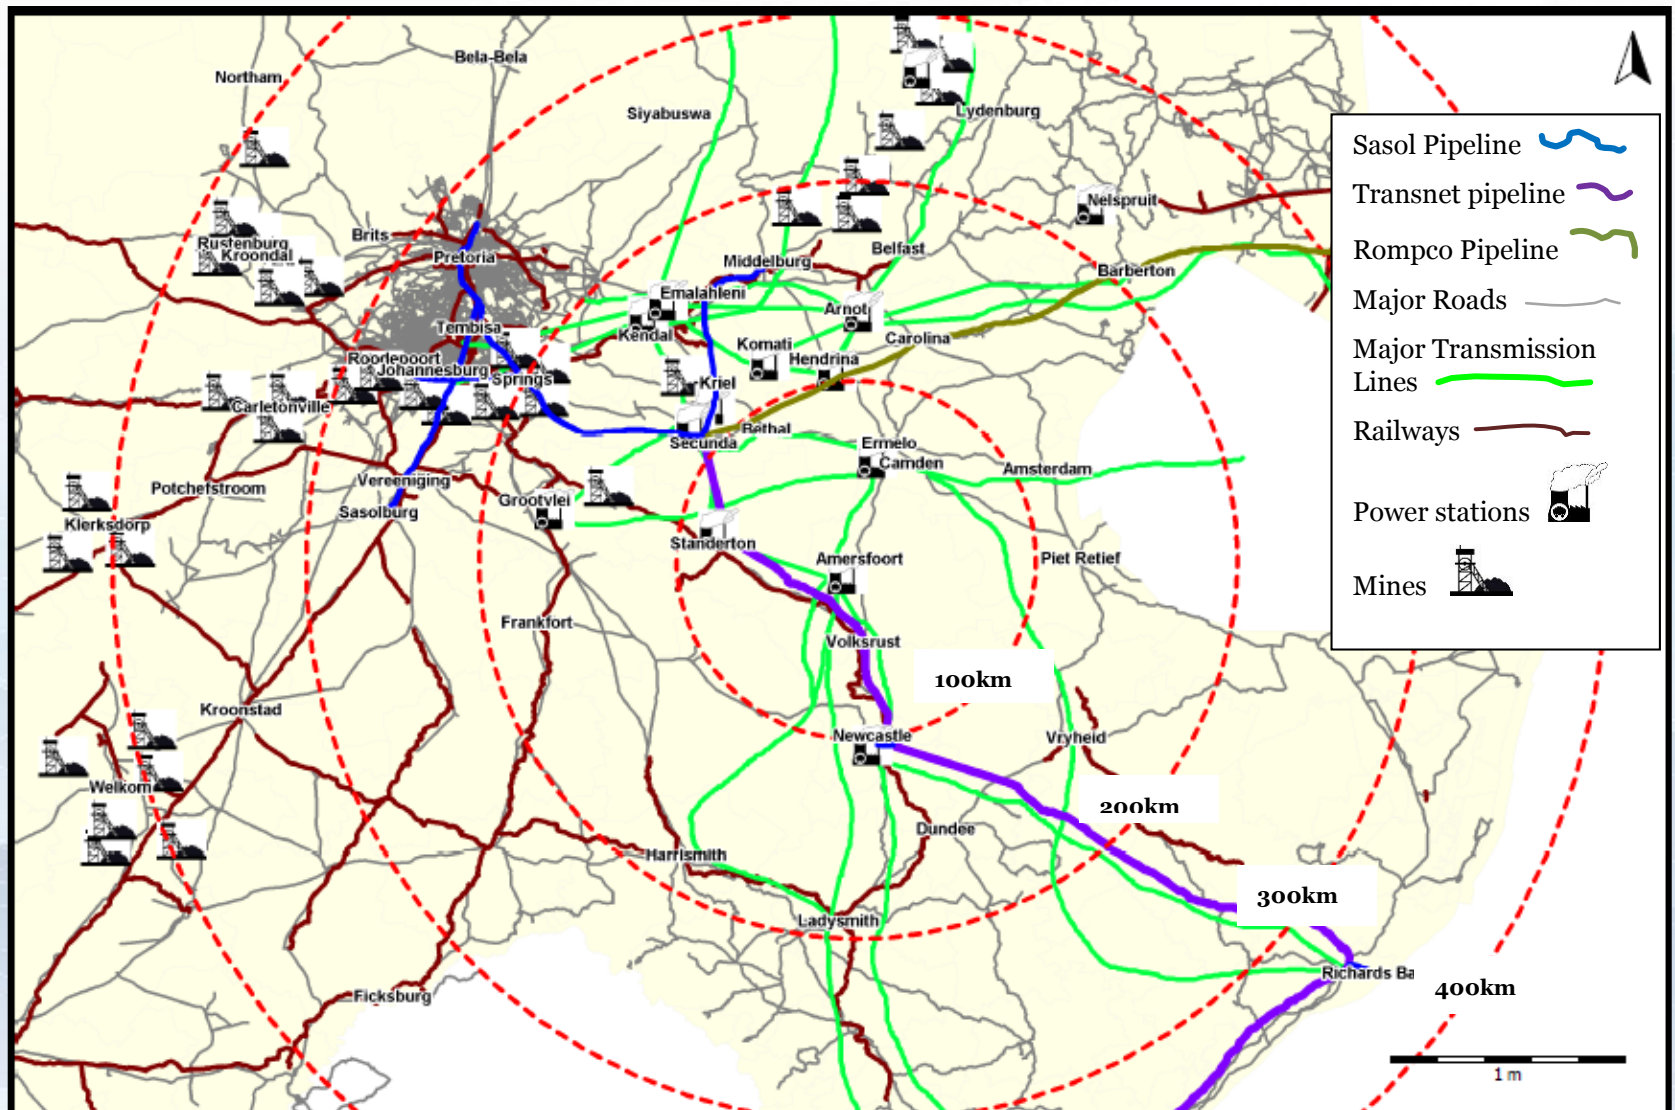 Bela-Bela
Northam
Siyabuswa
Lydenburg
Nelspruit
Brits
Rustenburg
Kroondal
Pretoria
Middelburg
Belfast
Barberton
Emalahleni
Arnot
Tembisa
Kendal
Komati
Hendrina
Carolina
Roodepoort
Johannesburg
Springs
Kriel
Carletonville
Bethal
Secunda
Ermelo
Camden
Amsterdam
Vereeniging
Potchefstroom
Grootvlei
Sasolburg
Klerksdorp
Standerton
Amersfoort
Piet Retief
Frankfort
Volksrust
100km
Kroonstad
Newcastle
Vryheid
Welkom
200km
Dundee
Harrismith
300km
Ladysmith
Richards Ba
Ficksburg
400km
1 m
Sasol Pipeline
Transnet pipeline
Rompco Pipeline
Major Roads
Major Transmission
Lines
Railways
Power stations
Mines